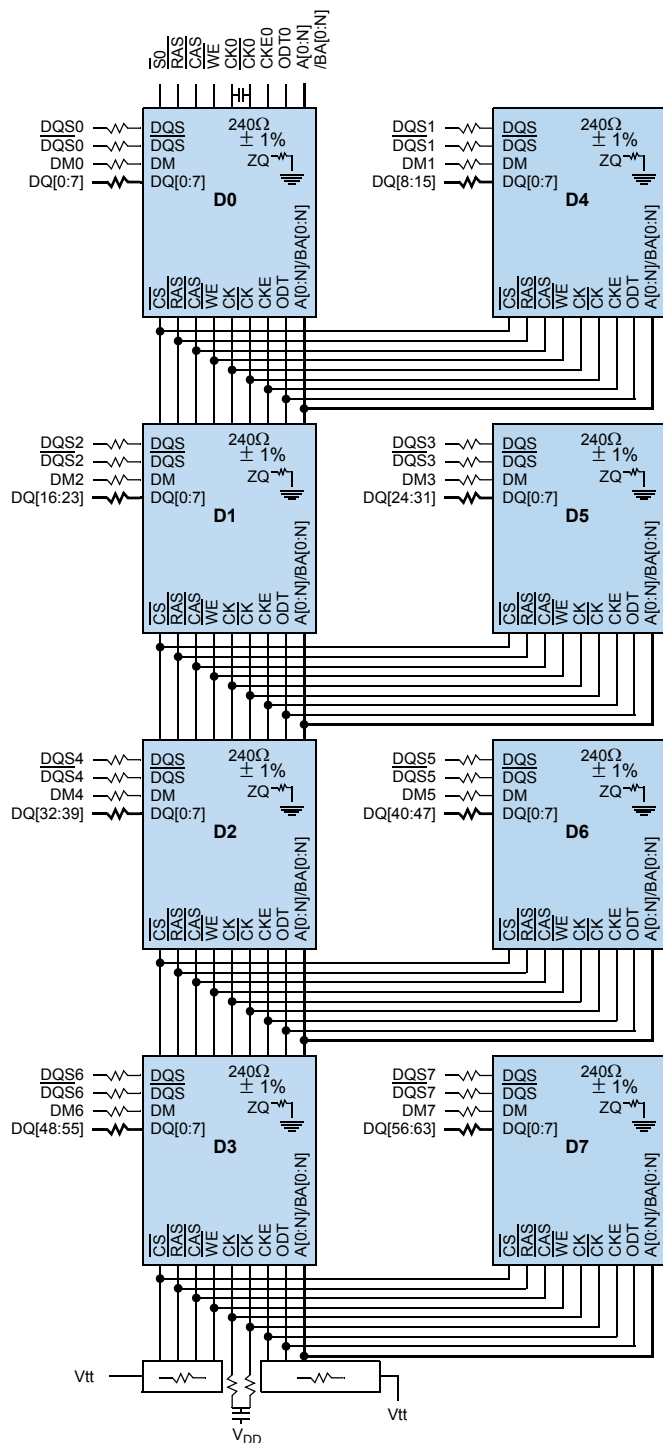 S0
RAS
CAS
WE
CK0
CK0
CKE0
ODT0
A[0:N]
/BA[0:N]
DQS0
DQS0
DM0
DQ[0:7]
DQS
DQS
DM
DQ[0:7]
240Ω
± 1%
ZQ
D0
CS
RAS
CAS
WE
CK
CK
CKE
ODT
A[0:N]/BA[0:N]
DQS1
DQS1
DM1
DQ[8:15]
DQS
DQS
DM
DQ[0:7]
240Ω
± 1%
ZQ
D4
CS
RAS
CAS
WE
CK
CK
CKE
ODT
A[0:N]/BA[0:N]
DQS2
DQS2
DM2
DQ[16:23]
DQS
DQS
DM
DQ[0:7]
240Ω
± 1%
ZQ
D1
CS
RAS
CAS
WE
CK
CK
CKE
ODT
A[0:N]/BA[0:N]
DQS3
DQS3
DM3
DQ[24:31]
DQS
DQS
DM
DQ[0:7]
240Ω
± 1%
ZQ
D5
CS
RAS
CAS
WE
CK
CK
CKE
ODT
A[0:N]/BA[0:N]
DQS4
DQS4
DM4
DQ[32:39]
DQS
DQS
DM
DQ[0:7]
240Ω
± 1%
ZQ
D2
CS
RAS
CAS
WE
CK
CK
CKE
ODT
A[0:N]/BA[0:N]
DQS5
DQS5
DM5
DQ[40:47]
DQS
DQS
DM
DQ[0:7]
240Ω
± 1%
ZQ
D6
CS
RAS
CAS
WE
CK
CK
CKE
ODT
A[0:N]/BA[0:N]
DQS6
DQS6
DM6
DQ[48:55]
DQS
DQS
DM
DQ[0:7]
240Ω
± 1%
ZQ
D3
CS
RAS
CAS
WE
CK
CK
CKE
ODT
A[0:N]/BA[0:N]
DQS7
DQS7
DM7
DQ[56:63]
DQS
DQS
DM
DQ[0:7]
240Ω
± 1%
ZQ
D7
CS
RAS
CAS
WE
CK
CK
CKE
ODT
A[0:N]/BA[0:N]
Vtt
VDD
Vtt